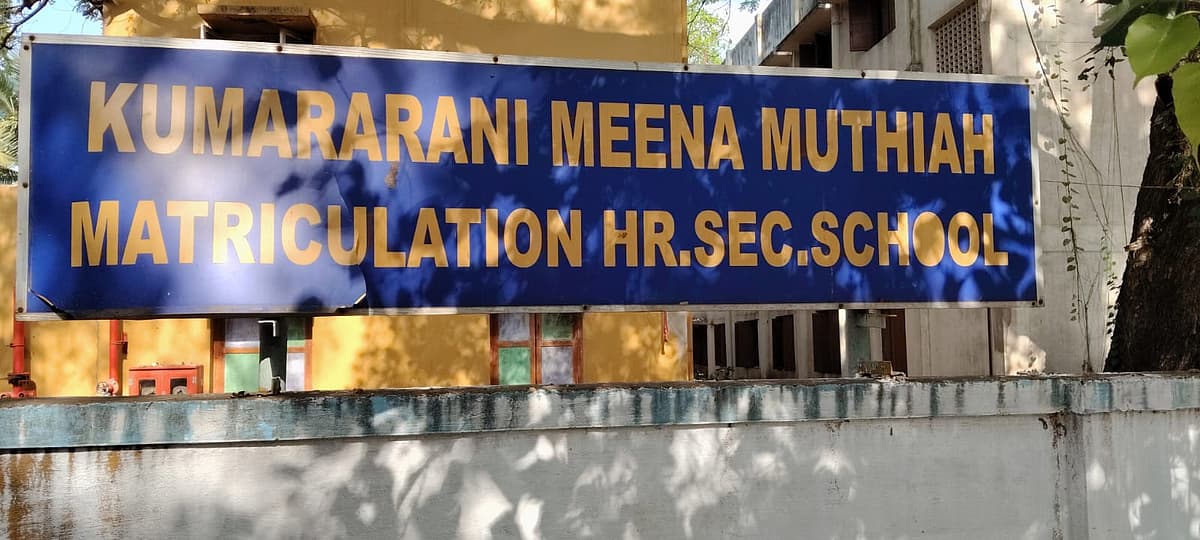 KUMARARANI MEENA MUTHIAH
MATRICULATION HR.SEC.SCHOOL